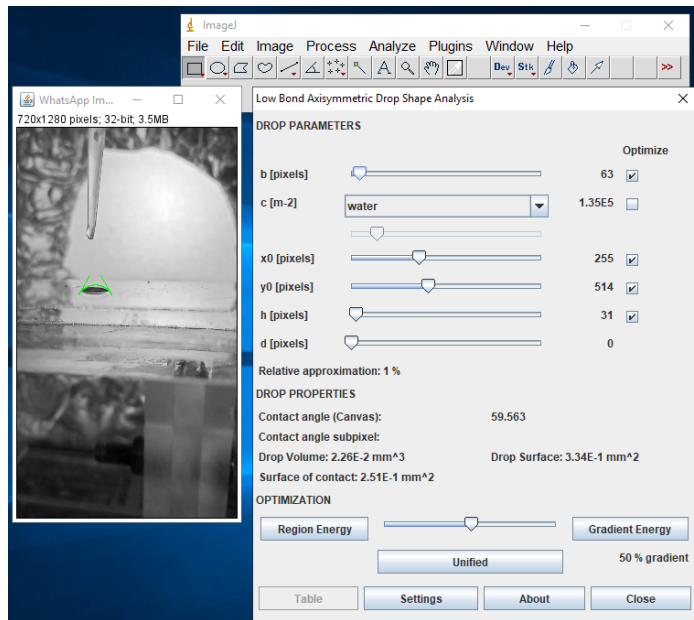 ImageJ
File Edit Image Process Analyze Plugins Window Help
Dev Stk >>
WhatsApp Im...
720x1280 pixels; 32-bit; 3.5MB
Low Bond Axisymmetric Drop Shape Analysis
DROP PARAMETERS
Optimize
b [pixels] 63
c [m-2] water 1.35E5
x0 [pixels] 255
y0 [pixels] 514
h [pixels] 31
d [pixels] 0
Relative approximation: 1 %
DROP PROPERTIES
Contact angle (Canvas): 59.563
Contact angle subpixel:
Drop Volume: 2.26E-2 mm^3 Drop Surface: 3.34E-1 mm^2
Surface of contact: 2.51E-1 mm^2
OPTIMIZATION
Region Energy Gradient Energy
Unified 50 % gradient
Table Settings About Close